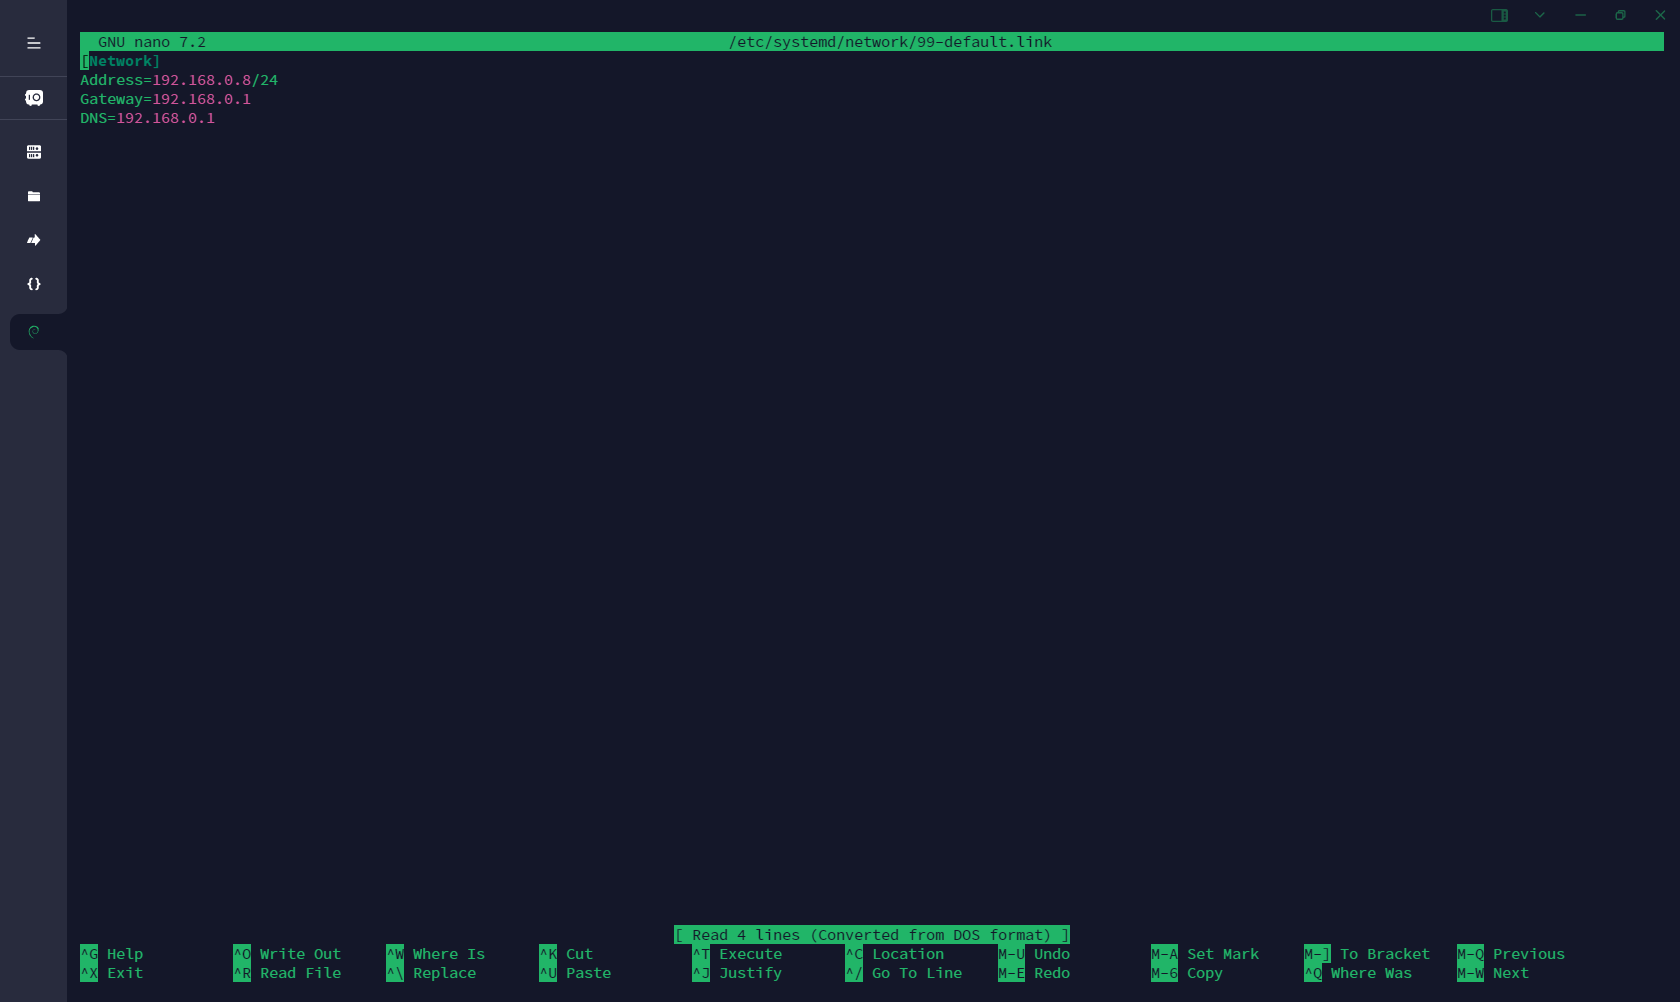 GNU nano 7.2 /etc/systemd/network/99-default.link
[Network]
Address=192.168.0.8/24
Gateway=192.168.0.1
DNS=192.168.0.1
[ Read 4 lines (Converted from DOS format) ]
^G Help ^O Write Out ^W Where Is ^K Cut ^T Execute ^C Location M-U Undo M-A Set Mark M-] To Bracket M-Q Previous
^X Exit ^R Read File ^\ Replace ^U Paste ^J Justify ^/ Go To Line M-E Redo M-6 Copy ^Q Where Was M-W Next